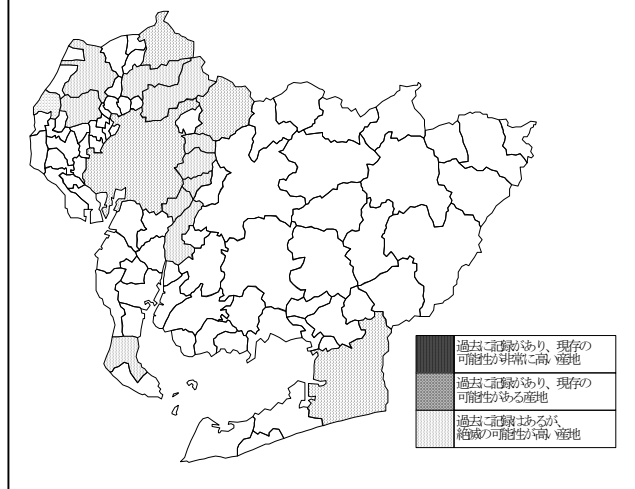 過去に記録があり、現存の
可能性が非常に高い産地
過去に記録があり、現存の
可能性がある産地
過去に記録はあるが、
絶滅の可能性が高い産地